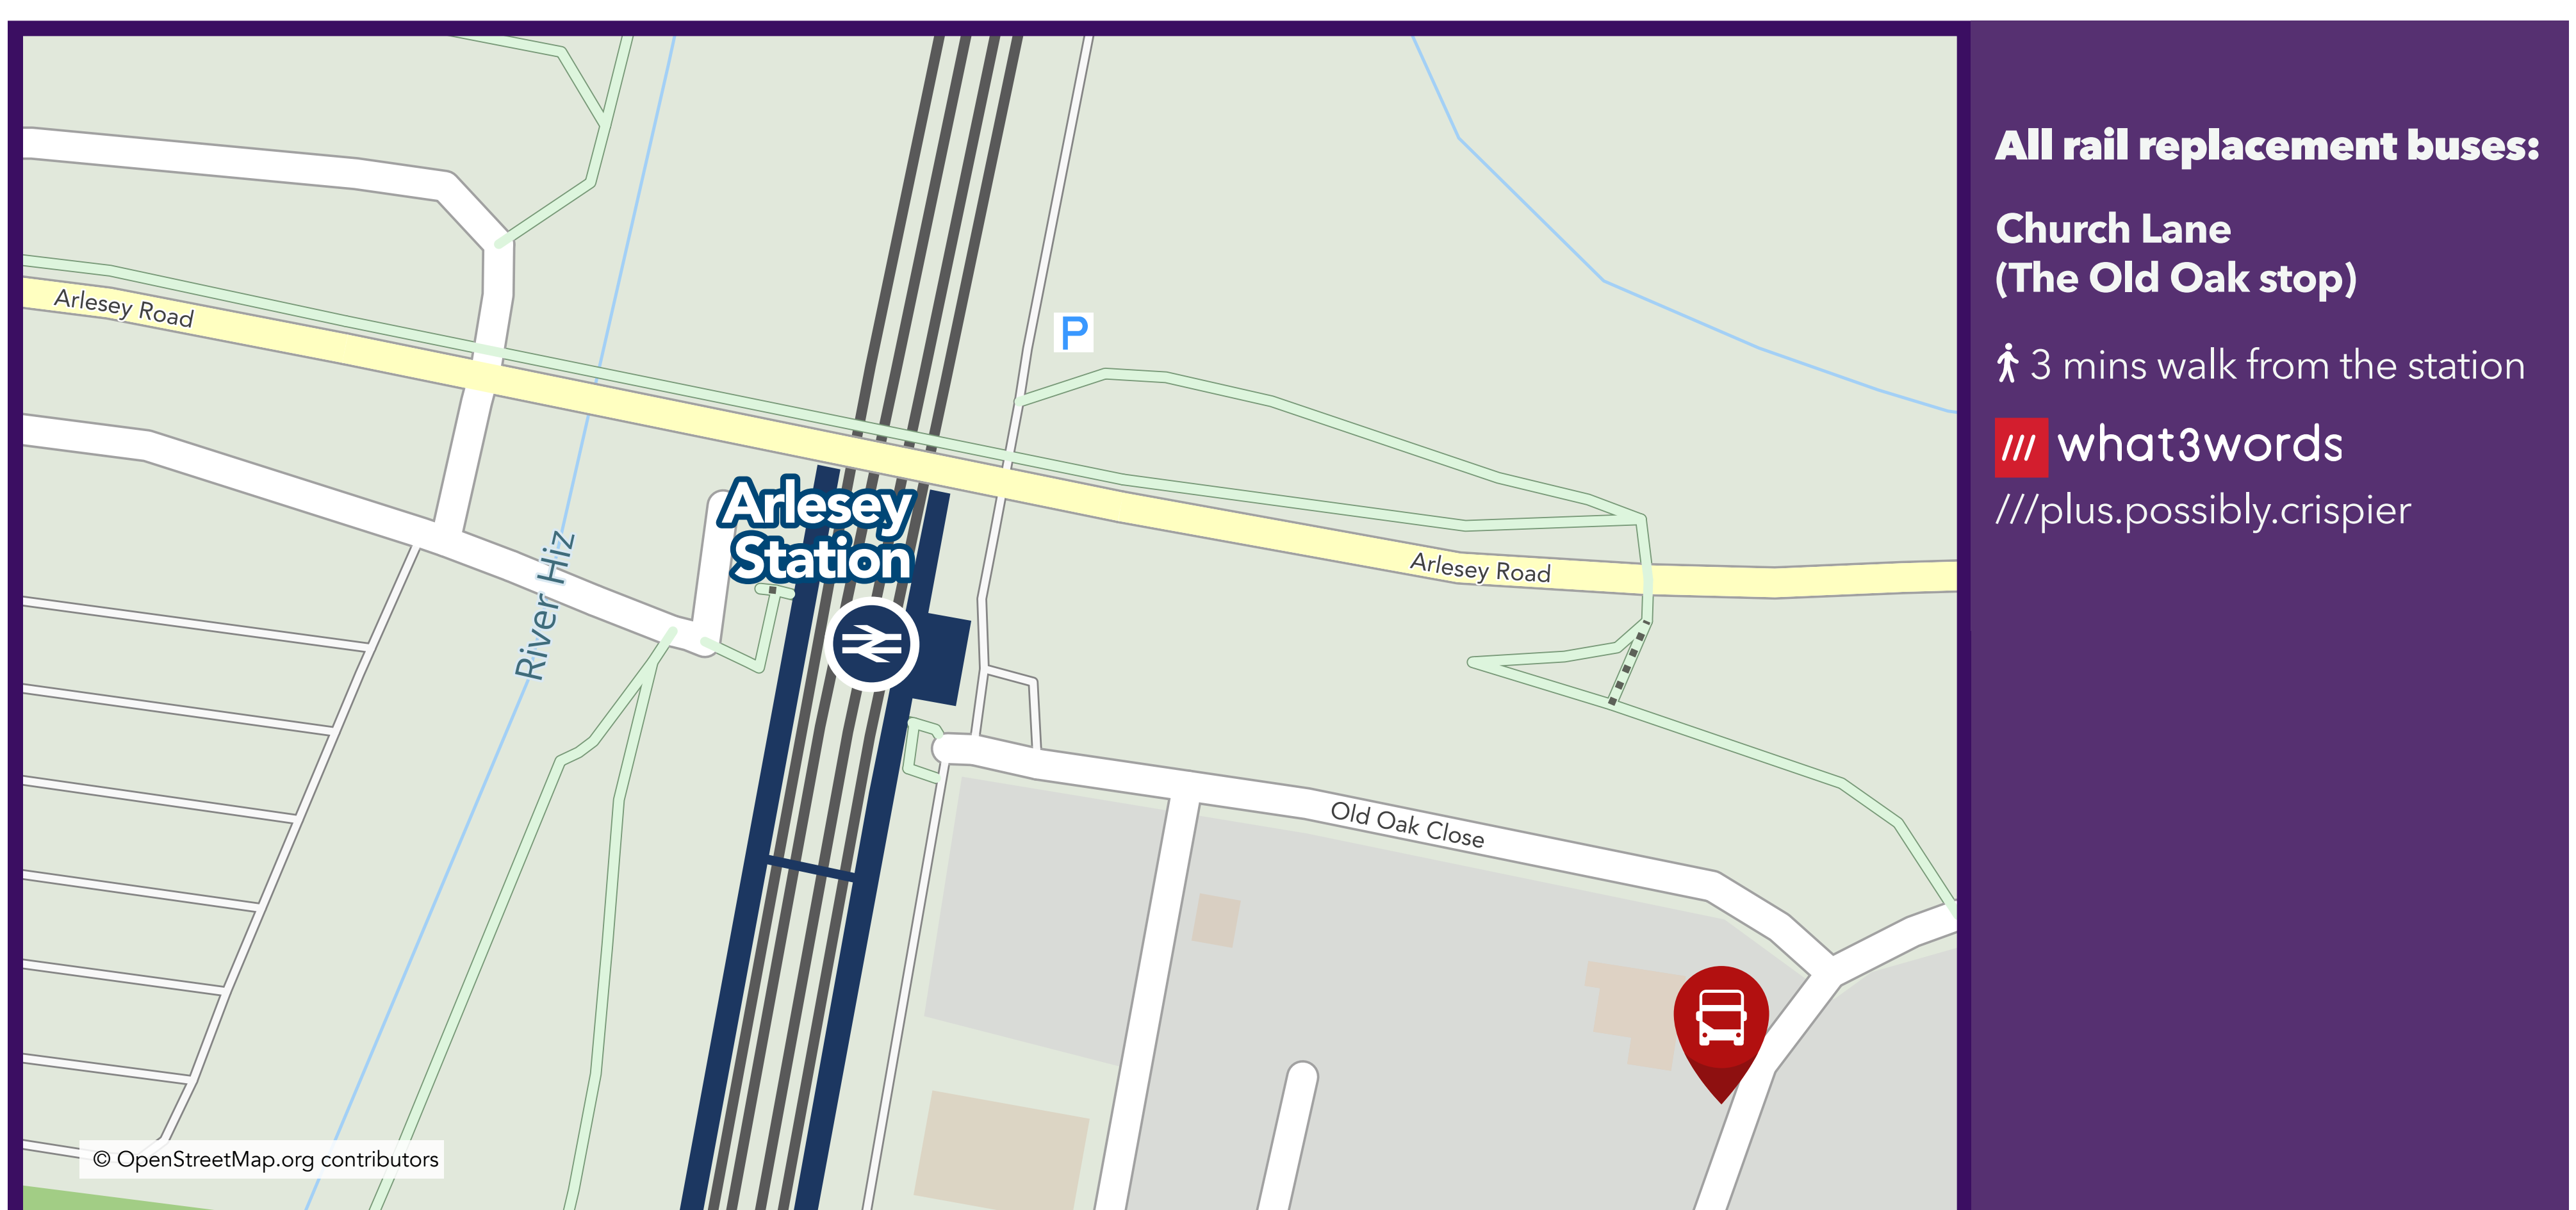 Arlesey Road
P
Arlesey
Station
River Hiz
Arlesey Road
Old Oak Close
© OpenStreetMap.org contributors
All rail replacement buses:
Church Lane
(The Old Oak stop)
3 mins walk from the station
what3words
///plus.possibly.crispier